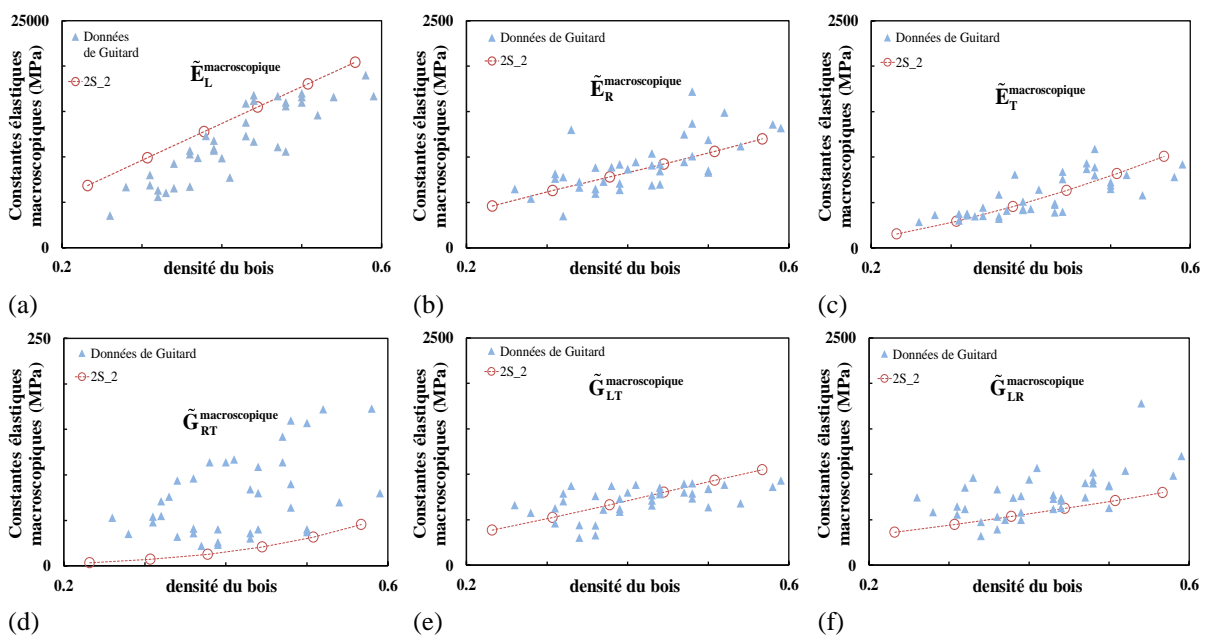 25000
Constantes élastiques
macroscopiques (MPa)
0
Données
de Guitard
2S_2
Ẽ_L^macroscopique
0.2
densité du bois
0.6
(a)
2500
Constantes élastiques
macroscopiques (MPa)
0
Données de Guitard
2S_2
Ẽ_R^macroscopique
0.2
densité du bois
0.6
(b)
2500
Constantes élastiques
macroscopiques (MPa)
0
Données de Guitard
2S_2
Ẽ_T^macroscopique
0.2
densité du bois
0.6
(c)
250
Constantes élastiques
macroscopiques (MPa)
0
Données de Guitard
2S_2
G̃_RT^macroscopique
0.2
densité du bois
0.6
(d)
2500
Constantes élastiques
macroscopiques (MPa)
0
Données de Guitard
2S_2
G̃_LT^macroscopique
0.2
densité du bois
0.6
(e)
2500
Constantes élastiques
macroscopiques (MPa)
0
Données de Guitard
2S_2
G̃_LR^macroscopique
0.2
densité du bois
0.6
(f)